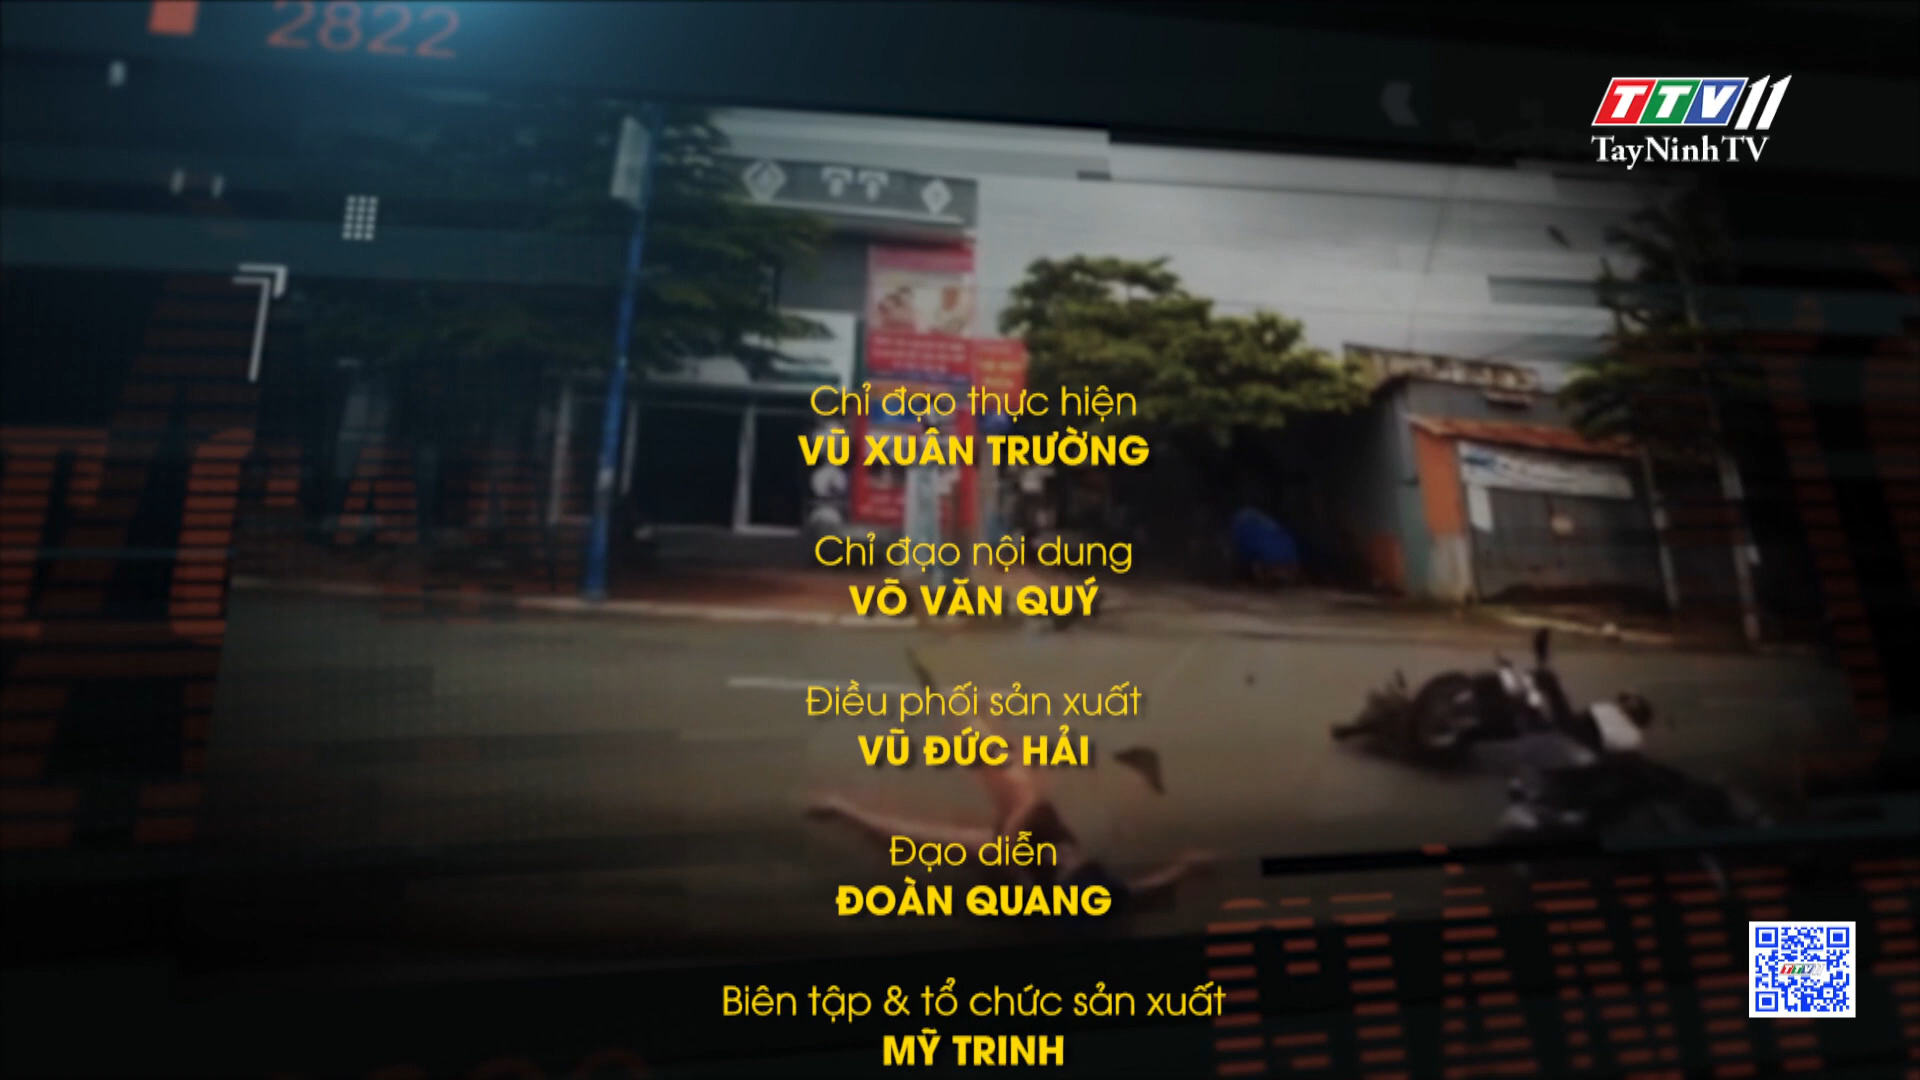 2822
TTV11
TayNinhTV
Chỉ đạo thực hiện
VŨ XUÂN TRƯỜNG
Chỉ đạo nội dung
VÕ VĂN QUÝ
Điều phối sản xuất
VŨ ĐỨC HẢI
Đạo diễn
ĐOÀN QUANG
Biên tập & tổ chức sản xuất
MỸ TRINH